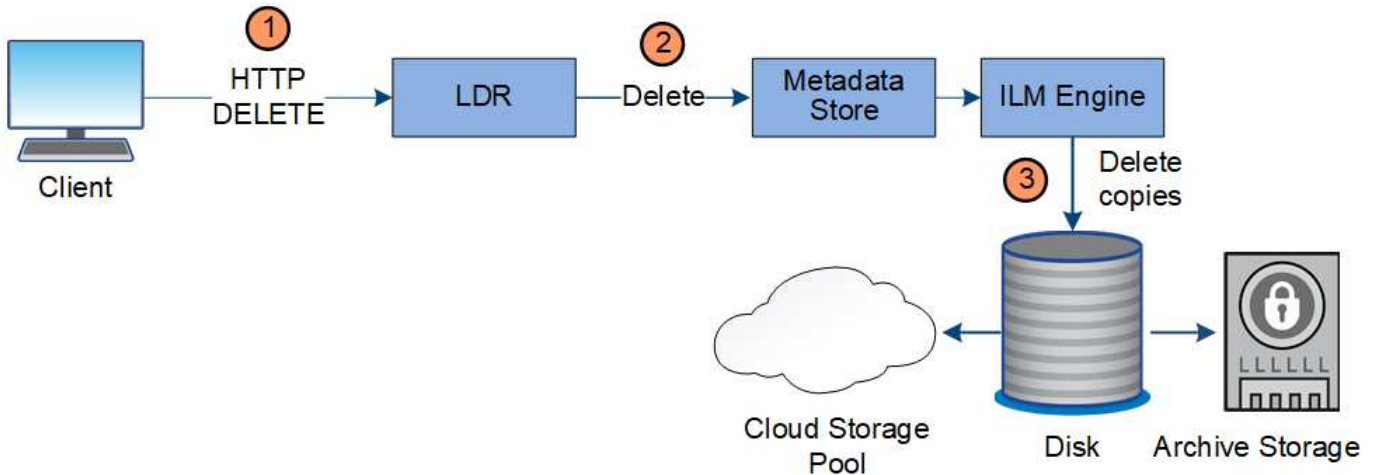 1
HTTP
DELETE
LDR
2
Delete
Metadata
Store
ILM Engine
3
Delete
copies
Client
LLLLLL
Cloud Storage
Pool
Disk
Archive Storage